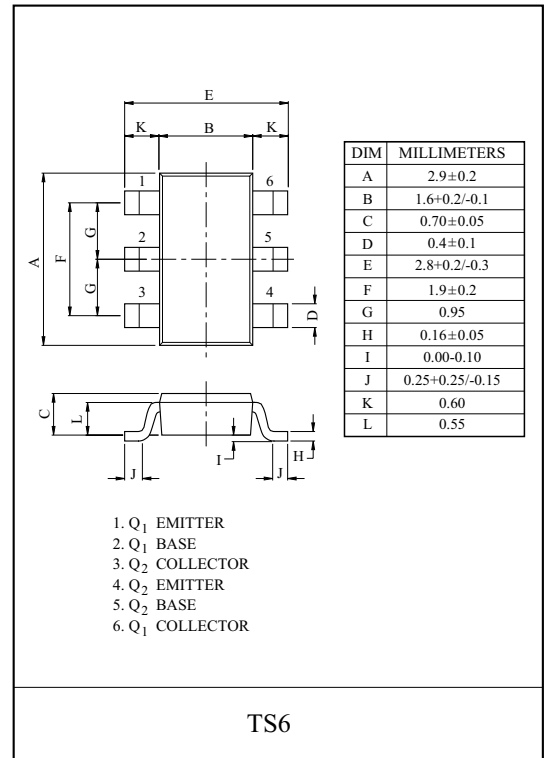 E
K B K
1 6
2 5
3 4
A
F
G
G
D
C
L
I
H
J
J
DIM MILLIMETERS
A 2.9±0.2
B 1.6+0.2/-0.1
C 0.70±0.05
D 0.4±0.1
E 2.8+0.2/-0.3
F 1.9±0.2
G 0.95
H 0.16±0.05
I 0.00-0.10
J 0.25+0.25/-0.15
K 0.60
L 0.55
1. Q1 EMITTER
2. Q1 BASE
3. Q2 COLLECTOR
4. Q2 EMITTER
5. Q2 BASE
6. Q1 COLLECTOR
TS6